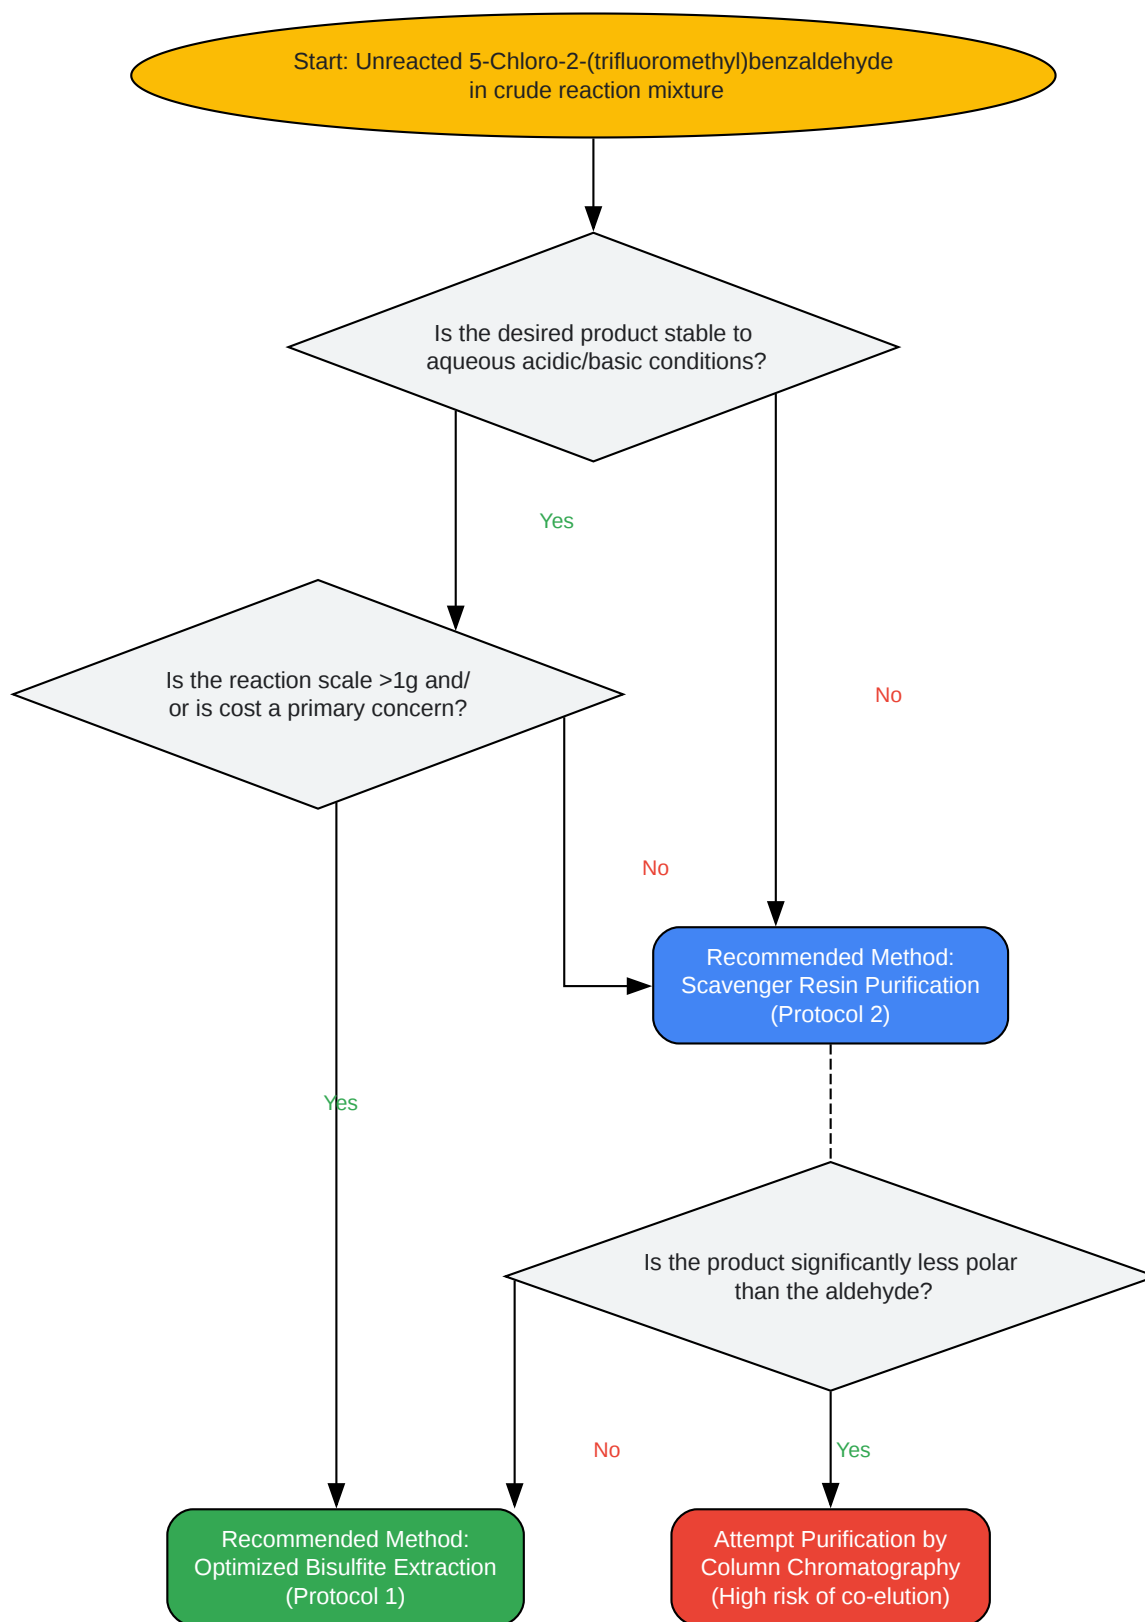 Start: Unreacted 5-Chloro-2-(trifluoromethyl)benzaldehyde
in crude reaction mixture
Is the desired product stable to
aqueous acidic/basic conditions?
Yes
Is the reaction scale >1g and/
or is cost a primary concern?
No
No
Recommended Method:
Scavenger Resin Purification
(Protocol 2)
Yes
Is the product significantly less polar
than the aldehyde?
No
Yes
Recommended Method:
Optimized Bisulfite Extraction
(Protocol 1)
Attempt Purification by
Column Chromatography
(High risk of co-elution)